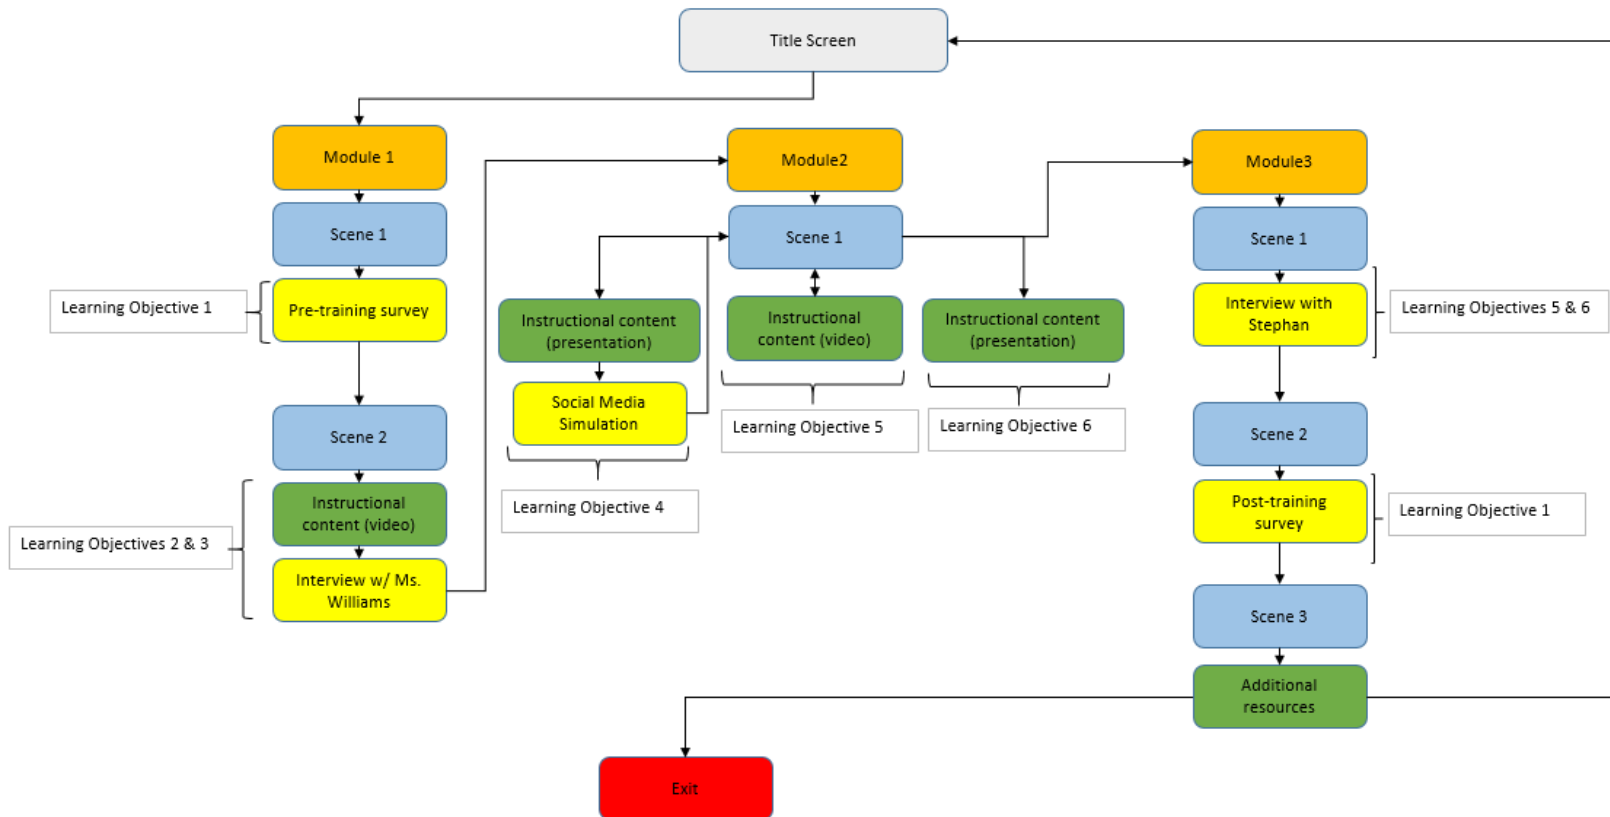 Title Screen
Module 1
Scene 1
Pre-training survey
Learning Objective 1
Scene 2
Instructional
content (video)
Interview w/ Ms.
Williams
Learning Objectives 2 & 3
Module2
Scene 1
Instructional content
(presentation)
Social Media
Simulation
Learning Objective 4
Instructional
content (video)
Learning Objective 5
Instructional content
(presentation)
Learning Objective 6
Module3
Scene 1
Interview with
Stephan
Learning Objectives 5 & 6
Scene 2
Post-training
survey
Learning Objective 1
Scene 3
Additional
resources
Exit